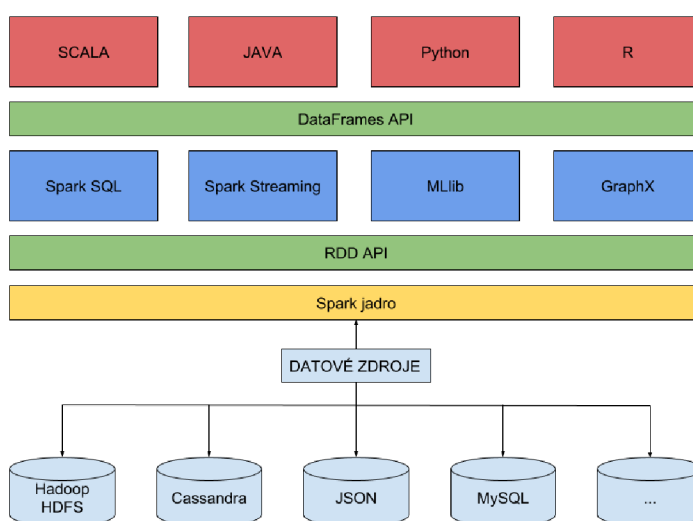 SCALA
JAVA
Python
R
DataFrames API
Spark SQL
Spark Streaming
MLlib
GraphX
RDD API
Spark jadro
DATOVÉ ZDROJE
Hadoop
HDFS
Cassandra
JSON
MySQL
...